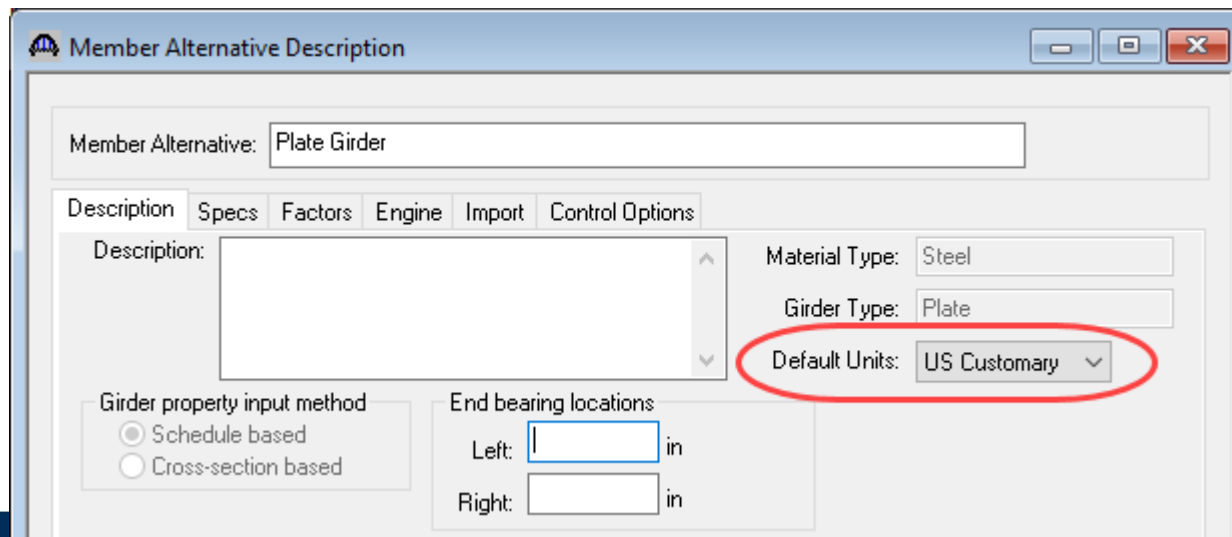 Member Alternative Description
Member Alternative: Plate Girder
Description Specs Factors Engine Import Control Options
Description:
Material Type: Steel
Girder Type: Plate
Default Units: US Customary
Girder property input method
Schedule based
Cross-section based
End bearing locations
Left: in
Right: in